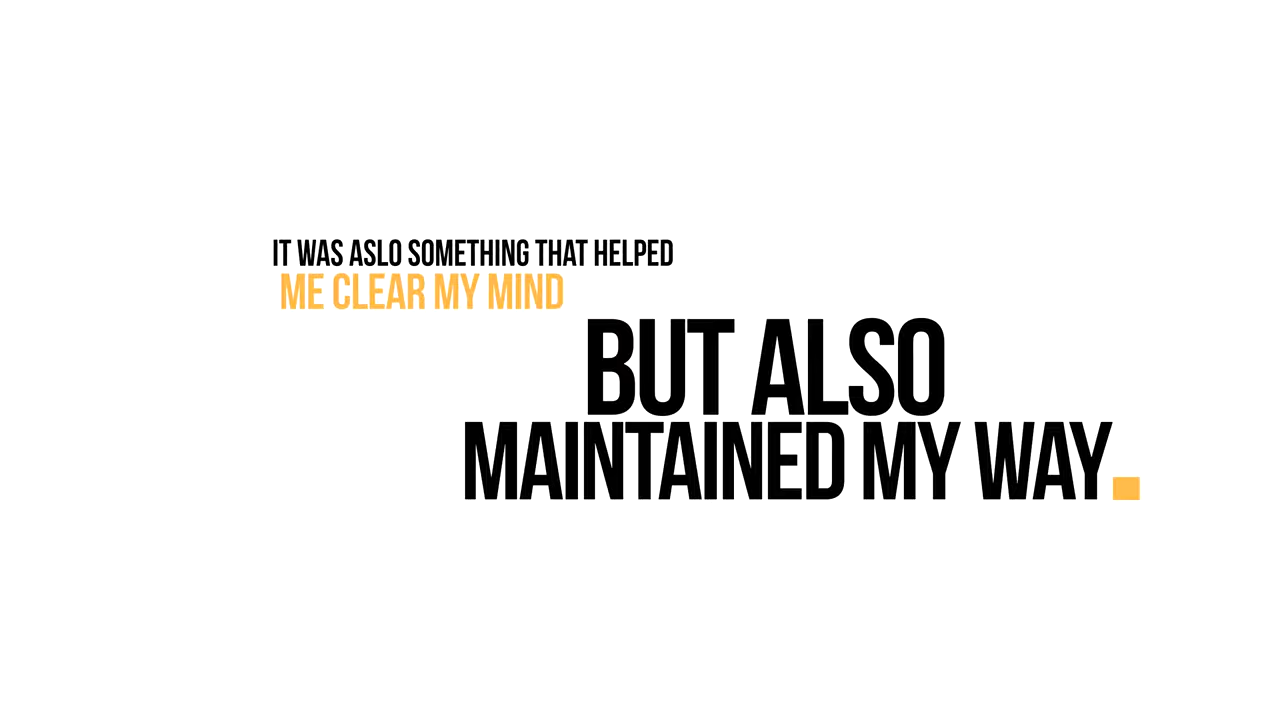 IT WAS ASLO SOMETHING THAT HELPED
ME CLEAR MY MIND
BUT ALSO
MAINTAINED MY WAY.